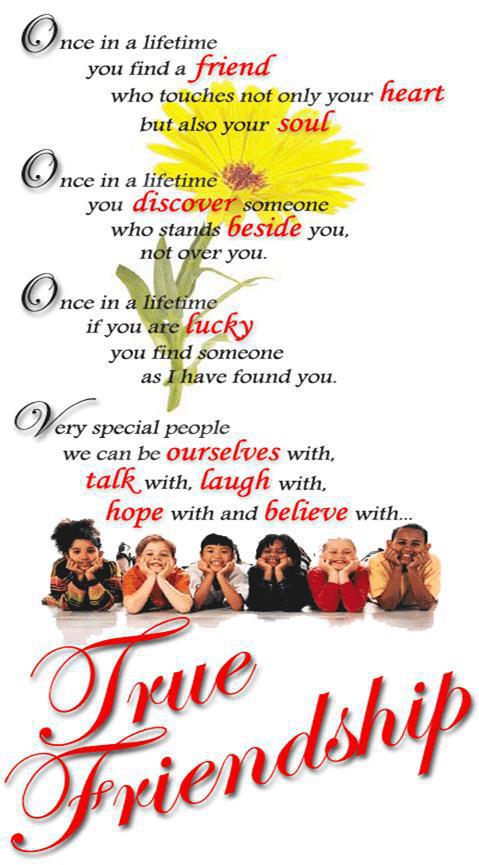 Once in a lifetime
you find a friend
who touches not only your heart
but also your soul
Once in a lifetime
you discover someone
who stands beside you,
not over you.
Once in a lifetime
if you are lucky
you find someone
as I have found you.
Very special people
we can be ourselves with,
talk with, laugh with,
hope with and believe with...
True
Friendship